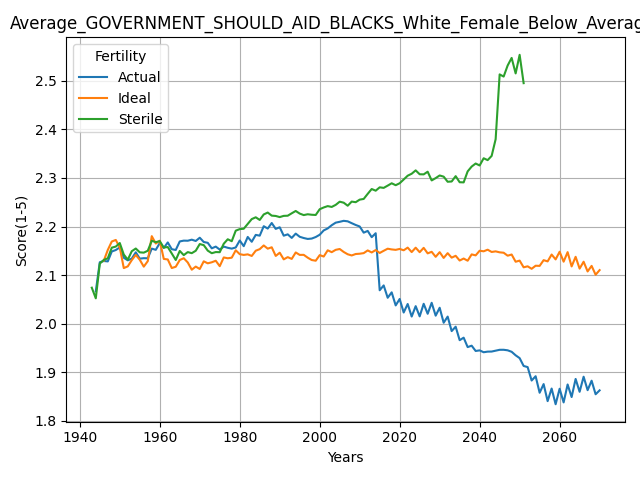 Average_GOVERNMENT_SHOULD_AID_BLACKS_White_Female_Below_Averag
Fertility
Actual
Ideal
Sterile
2.5
2.4
2.3
2.2
2.1
2.0
1.9
1.8
Score(1-5)
1940 1960 1980 2000 2020 2040 2060
Years